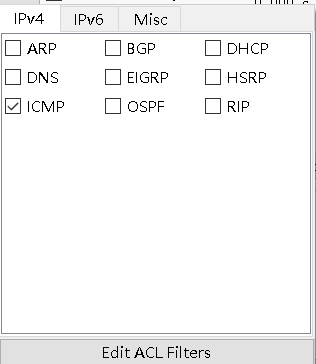 IPv4 IPv6 Misc
ARP BGP DHCP
DNS EIGRP HSRP
ICMP OSPF RIP
Edit ACL Filters